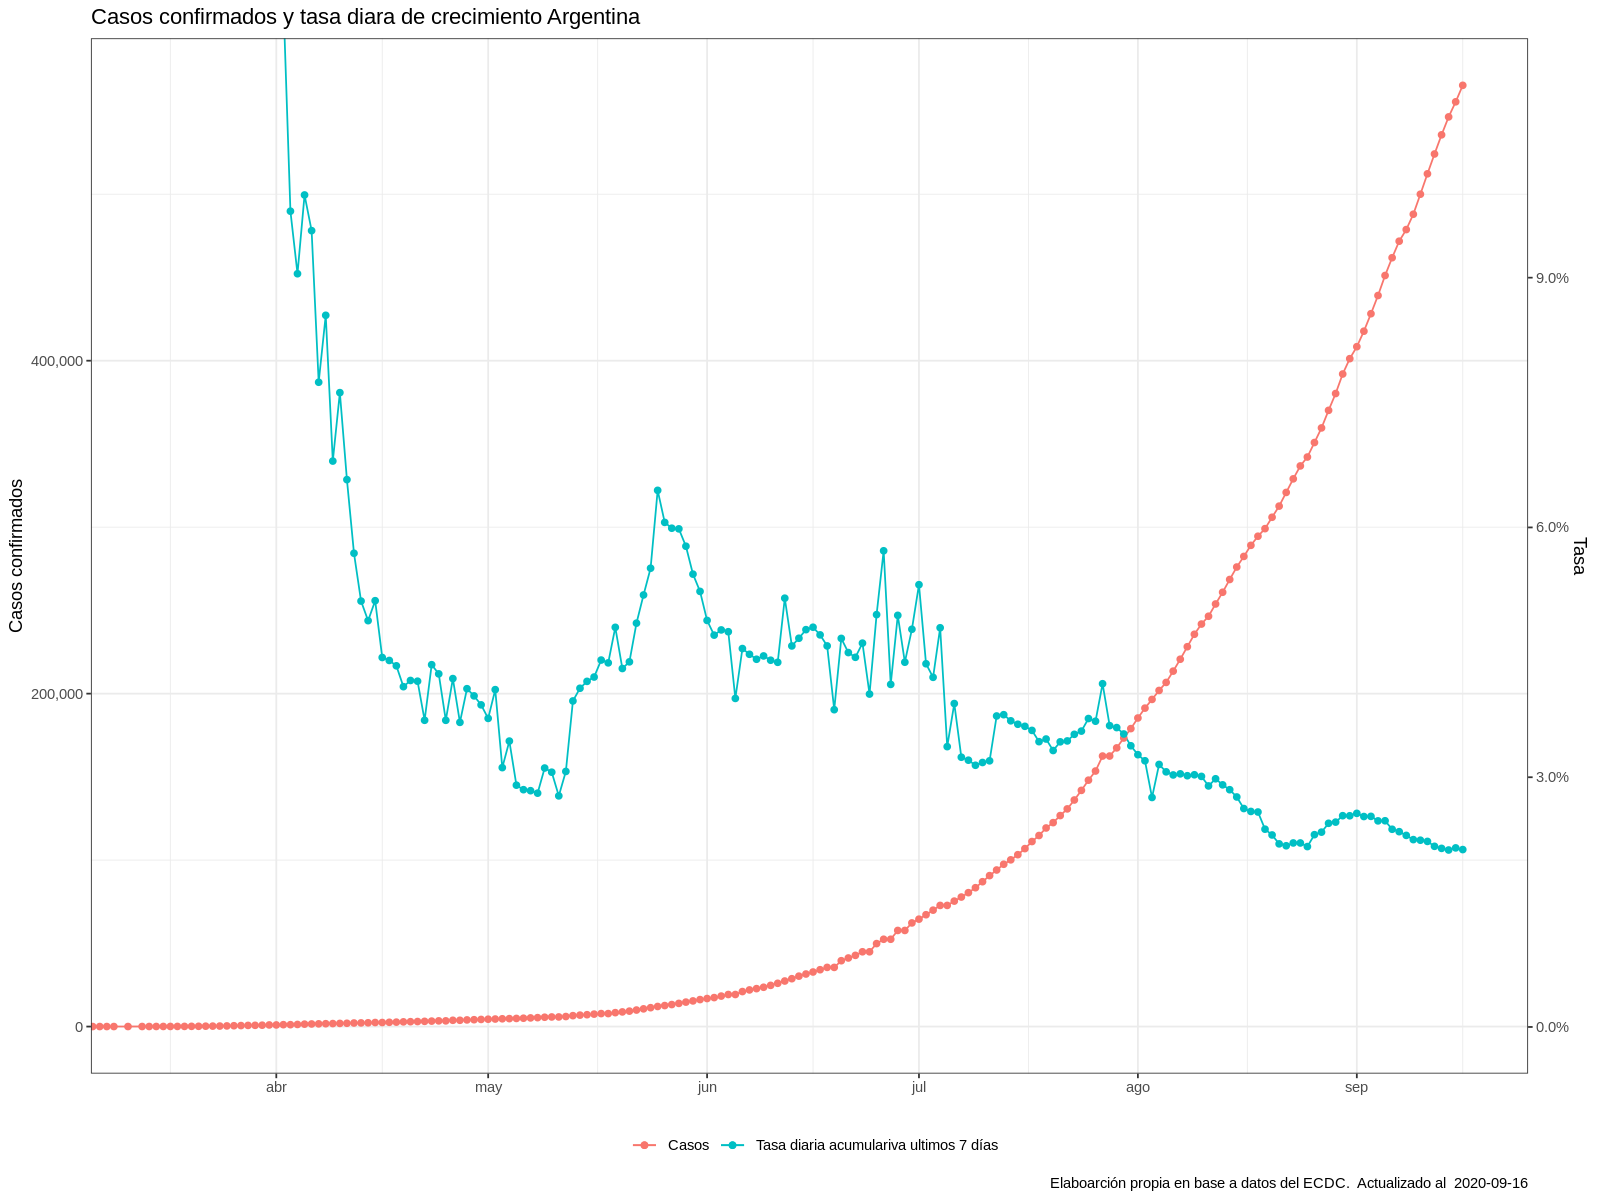 Casos confirmados y tasa diara de crecimiento Argentina
Casos confirmados
400,000
200,000
0
9.0%
6.0%
3.0%
0.0%
Tasa
abr may jun jul ago sep
Casos Tasa diaria acumulariva ultimos 7 días
Elaboarción propia en base a datos del ECDC. Actualizado al 2020-09-16